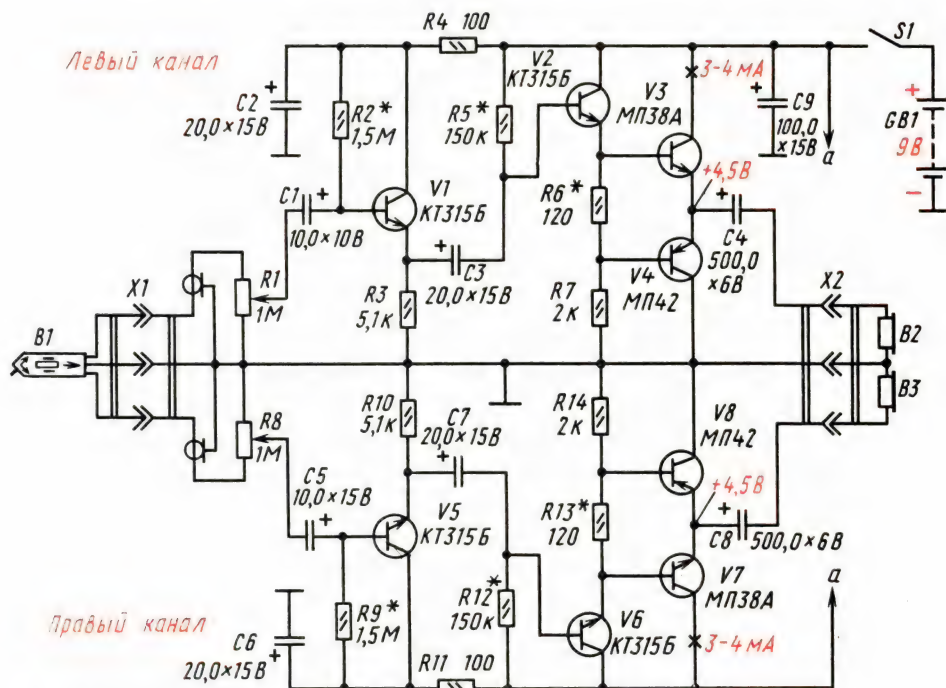 R4 100
S1
Левый канал
V2
КТ315Б
3-4 мА
+
C2
20,0×15В
R2*
1,5М
R5*
150к
V3
МП38А
+
C9
100,0
×15В
a
+
GB1
9В
−
V1
КТ315Б
+4,5В
C1
+
10,0×10В
R6*
120
+
C4
500,0
×6В
+
C3
20,0×15В
V4
МП42
X1
R1
1М
R3
5,1к
R7
2к
X2
B1
B2
B3
R8
1М
R10
5,1к
C7
20,0×15В
+
R14
2к
V8
МП42
C5
10,0×15В
+
+4,5В
V5
КТ315Б
R13*
120
+
C8
500,0×6В
V7
МП38А
a
R9*
1,5М
R12*
150к
V6
КТ315Б
3-4 мА
Правый канал
C6
20,0×15В
+
R11 100